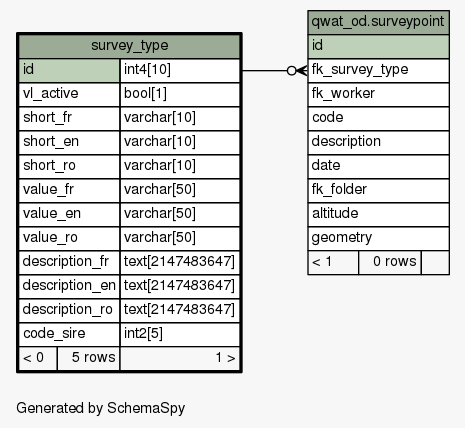 survey_type
id int4[10]
vl_active bool[1]
short_fr varchar[10]
short_en varchar[10]
short_ro varchar[10]
value_fr varchar[50]
value_en varchar[50]
value_ro varchar[50]
description_fr text[2147483647]
description_en text[2147483647]
description_ro text[2147483647]
code_sire int2[5]
< 0 5 rows 1 >
qwat_od.surveypoint
id
fk_survey_type
fk_worker
code
description
date
fk_folder
altitude
geometry
< 1 0 rows
Generated by SchemaSpy